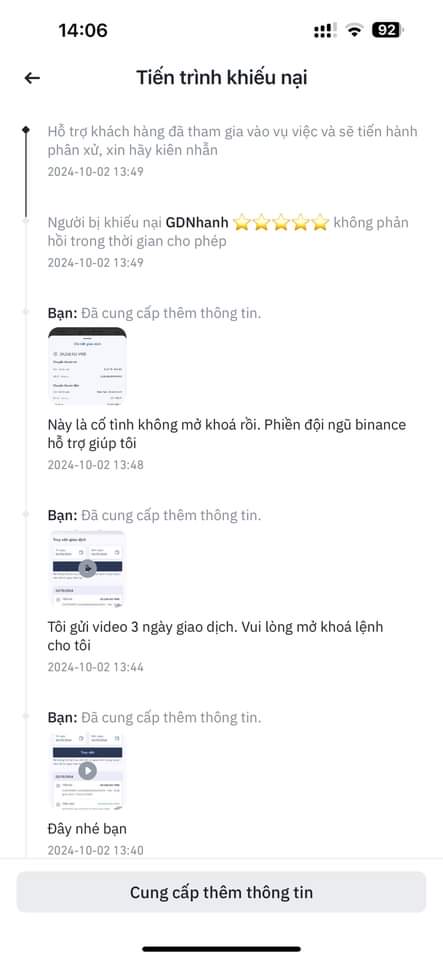 14:06
92
Tiến trình khiếu nại
Hỗ trợ khách hàng đã tham gia vào vụ việc và sẽ tiến hành
phân xử, xin hãy kiên nhẫn
2024-10-02 13:49
Người bị khiếu nại GDNhanh ⭐⭐⭐⭐⭐ không phản
hồi trong thời gian cho phép
2024-10-02 13:49
Bạn: Đã cung cấp thêm thông tin.
Này là cố tình không mở khoá rồi. Phiền đội ngũ binance
hỗ trợ giúp tôi
2024-10-02 13:48
Bạn: Đã cung cấp thêm thông tin.
Tôi gửi video 3 ngày giao dịch. Vui lòng mở khoá lệnh
cho tôi
2024-10-02 13:44
Bạn: Đã cung cấp thêm thông tin.
Đây nhé bạn
2024-10-02 13:40
Cung cấp thêm thông tin